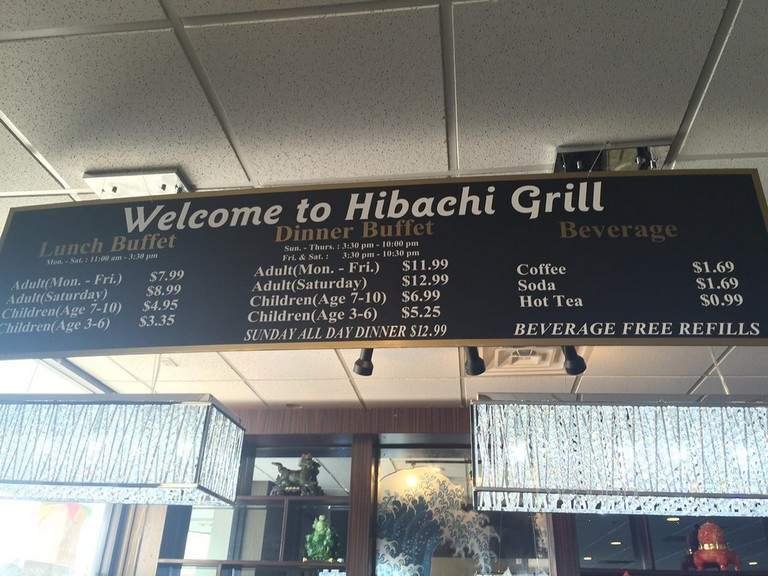 Welcome to Hibachi Grill
Lunch Buffet
Mon. - Sat. : 11:00 am - 3:30 pm
Adult(Mon. - Fri.) $7.99
Adult(Saturday) $8.99
Children(Age 7-10) $4.95
Children(Age 3-6) $3.35
Dinner Buffet
Sun. - Thurs. : 3:30 pm - 10:00 pm
Fri. & Sat. : 3:30 pm - 10:30 pm
Adult(Mon. - Fri.) $11.99
Adult(Saturday) $12.99
Children(Age 7-10) $6.99
Children(Age 3-6) $5.25
SUNDAY ALL DAY DINNER $12.99
Beverage
Coffee $1.69
Soda $1.69
Hot Tea $0.99
BEVERAGE FREE REFILLS